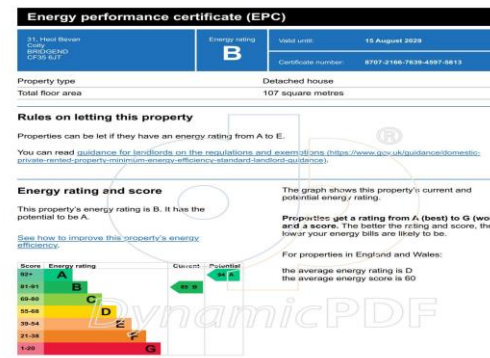 Energy performance certificate (EPC)
31, Heol Bevan
Coity
BRIDGEND
CF35 6JT
Energy rating
B
Valid until:
15 August 2029
Certificate number:
8707-2166-7639-4597-5813
Property type
Detached house
Total floor area
107 square metres
Rules on letting this property
Properties can be let if they have an energy rating from A to E.
You can read guidance for landlords on the regulations and exemptions (https://www.gov.uk/guidance/domestic-
private-rented-property-minimum-energy-efficiency-standard-landlord-guidance).
Energy rating and score
This property's energy rating is B. It has the
potential to be A.
See how to improve this property's energy
efficiency.
Score Energy rating Current Potential
92+ A 94 A
81-91 B
69-80 C
55-68 D
39-54 E
21-38 F
1-20 G
The graph shows this property's current and
potential energy rating.
Properties get a rating from A (best) to G (wo
and a score. The better the rating and score, the
lower your energy bills are likely to be.
For properties in England and Wales:
the average energy rating is D
the average energy score is 60
DynamicPDF
®